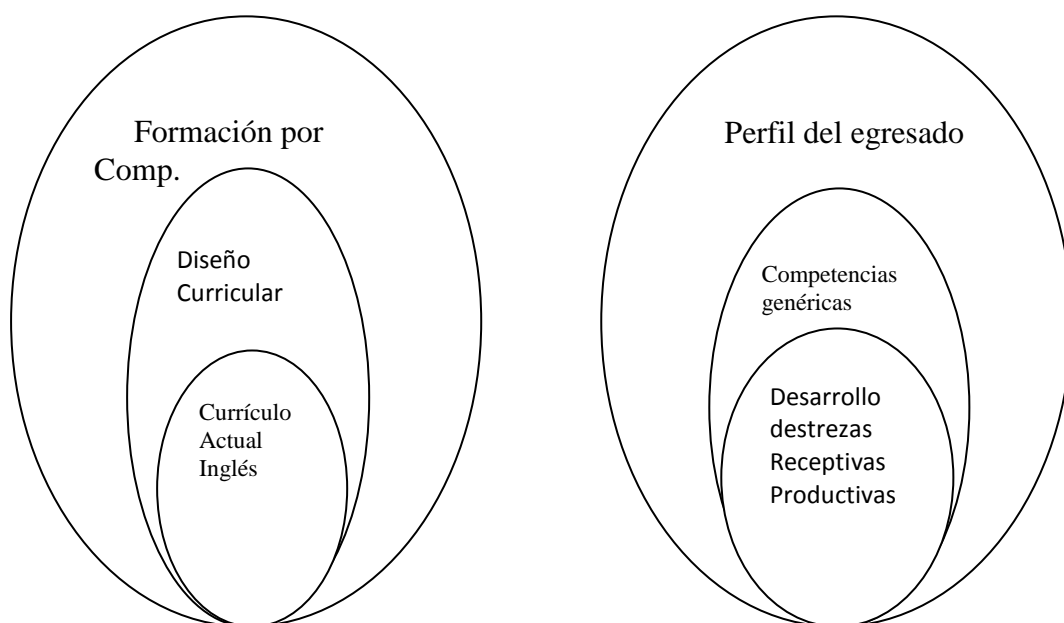 Formación por
Comp.
Diseño
Curricular
Currículo
Actual
Inglés
Perfil del egresado
Competencias
genéricas
Desarrollo
destrezas
Receptivas
Productivas